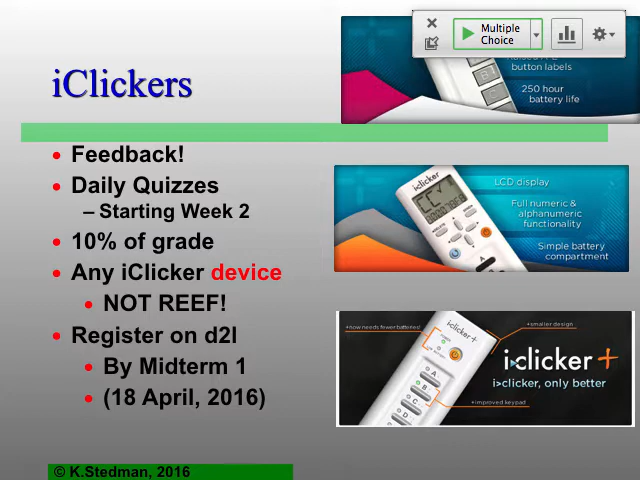 iClickers
Multiple
Choice
button labels
250 hour
battery life
• Feedback!
• Daily Quizzes
– Starting Week 2
• 10% of grade
• Any iClicker device
• NOT REEF!
• Register on d2l
• By Midterm 1
• (18 April, 2016)
iclicker
LCD display
Full numeric &
alphanumeric
functionality
Simple battery
compartment
A
+now needs fewer batteries!
iclicker+
+smaller design
i>clicker+
i>clicker, only better
A
B
C
D
+improved keypad
© K.Stedman, 2016